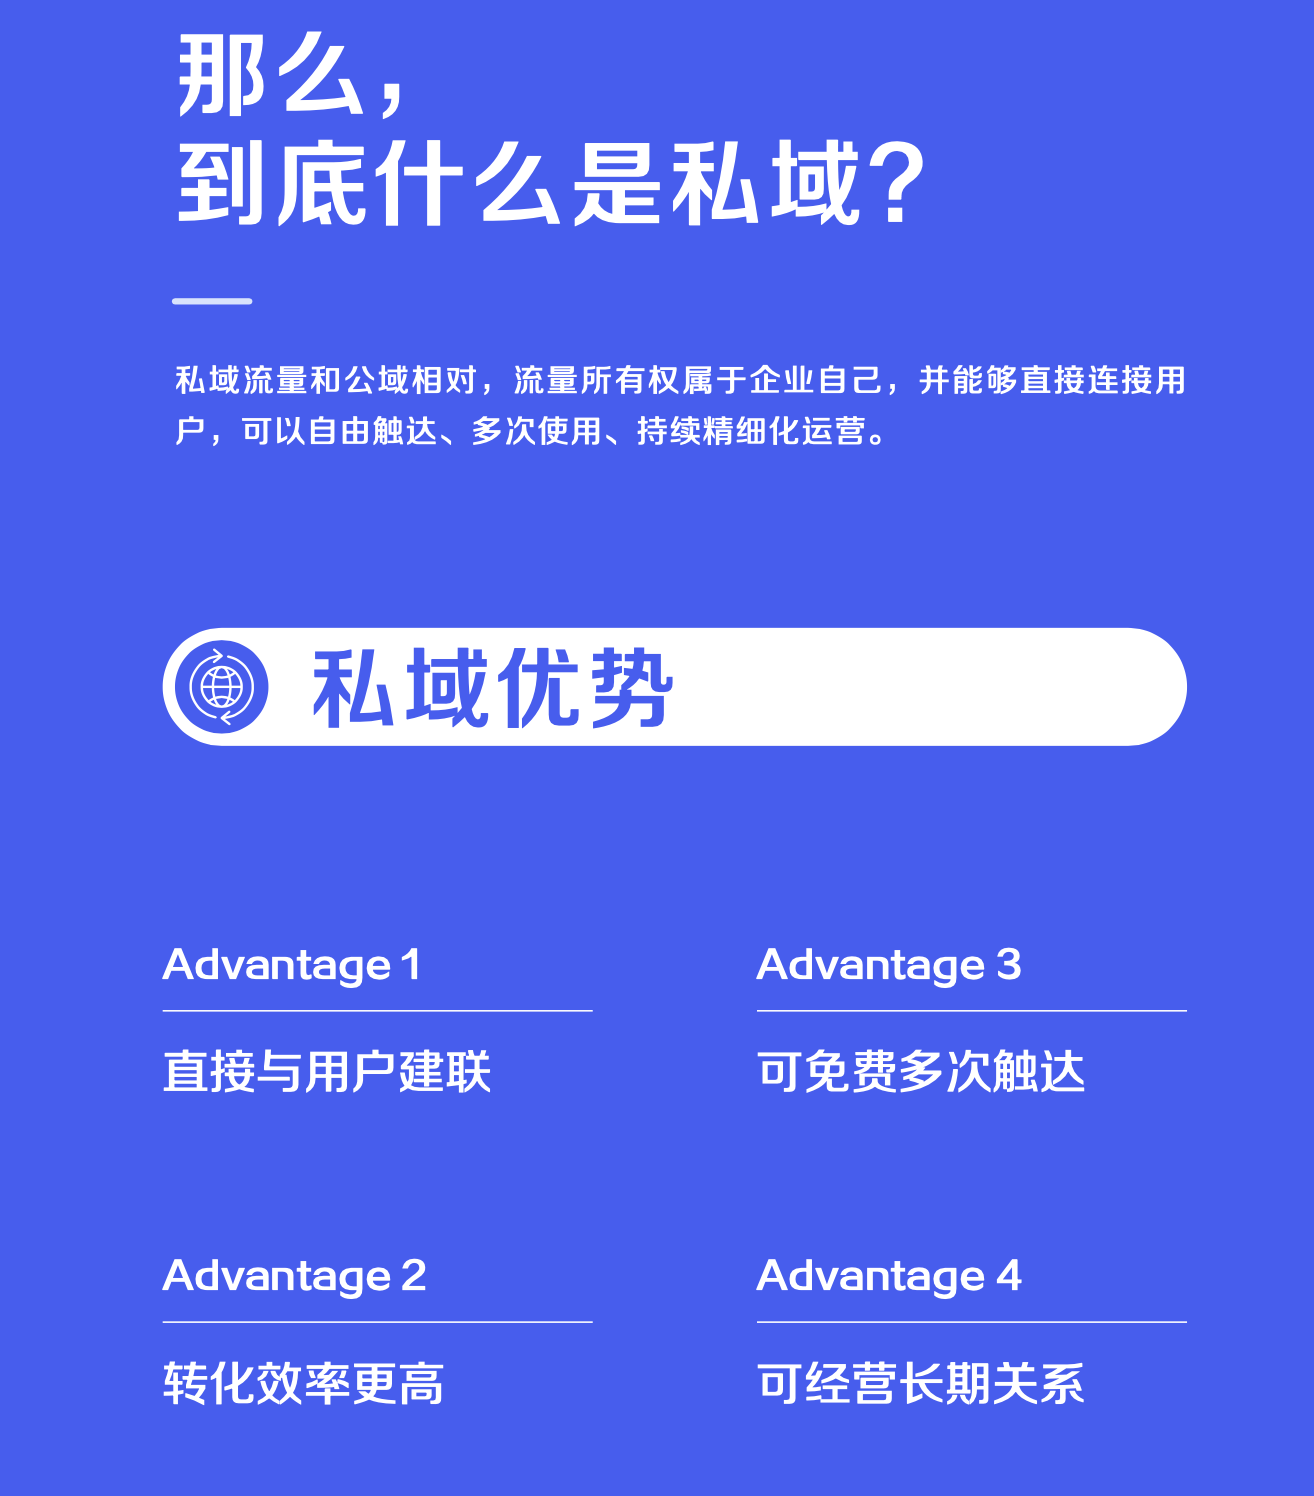 那么，
到底什么是私域？
私域流量和公域相对，流量所有权属于企业自己，并能够直接连接用
户，可以自由触达、多次使用、持续精细化运营。
私域优势
Advantage 1
直接与用户建联
Advantage 3
可免费多次触达
Advantage 2
转化效率更高
Advantage 4
可经营长期关系